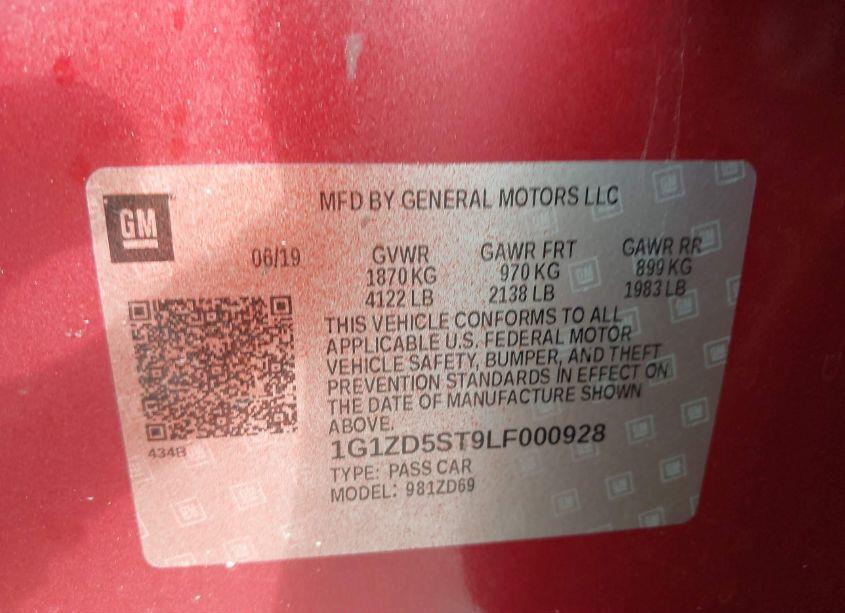 GM
MFD BY GENERAL MOTORS LLC
06/19 GVWR GAWR FRT GAWR RR
1870 KG 970 KG 899 KG
4122 LB 2138 LB 1983 LB
THIS VEHICLE CONFORMS TO ALL
APPLICABLE U.S. FEDERAL MOTOR
VEHICLE SAFETY, BUMPER, AND THEFT
PREVENTION STANDARDS IN EFFECT ON
THE DATE OF MANUFACTURE SHOWN
ABOVE.
434B
1G1ZD5ST9LF000928
TYPE: PASS CAR
MODEL: 981ZD69